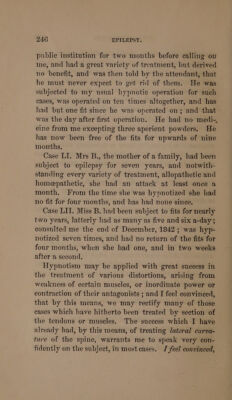 246 EPILEPSY.
public institution for two months before calling on
me, and had a great variety of treatment, but derived
no benefit, and was then told by the attendant, that
he must never expect to get rid of them. He was
subjected to my usual hypnotic operation for such
cases, was operated on ten times altogether, and has
had but one fit since he was operated on; and that
was the day after first operation. He had no medi-
cine from me excepting three aperient powders. He
has now been free of the fits for upwards of nine
months.
Case LI. Mrs B., the mother of a family, had been
subject to epilepsy for seven years, and notwith-
standing every variety of treatment, allopathetic and
homœpathetic, she had an attack at least once a
month. From the time she was hypnotized she had
no fit for four months, and has had none since.
Case LII. Miss B. had been subject to fits for nearly
two years, latterly had as many as five and six a-day;
consulted me the end of December, 1842; was hyp-
notized seven times, and had no return of the fits for
four months, when she had one, and in two weeks
after a second.
Hypnotism may be applied with great success in
the treatment of various distortions, arising from
weakness of certain muscles, or inordinate power or
contraction of their antagonists; and I feel convinced,
that by this means, we may rectify many of those
cases which have hitherto been treated by section of
the tendons or muscles. The success which I have
already had, by this means, of treating lateral curva-
ture of the spine, warrants me to speak very con-
fidently on the subject, in most cases. I feel convinced,